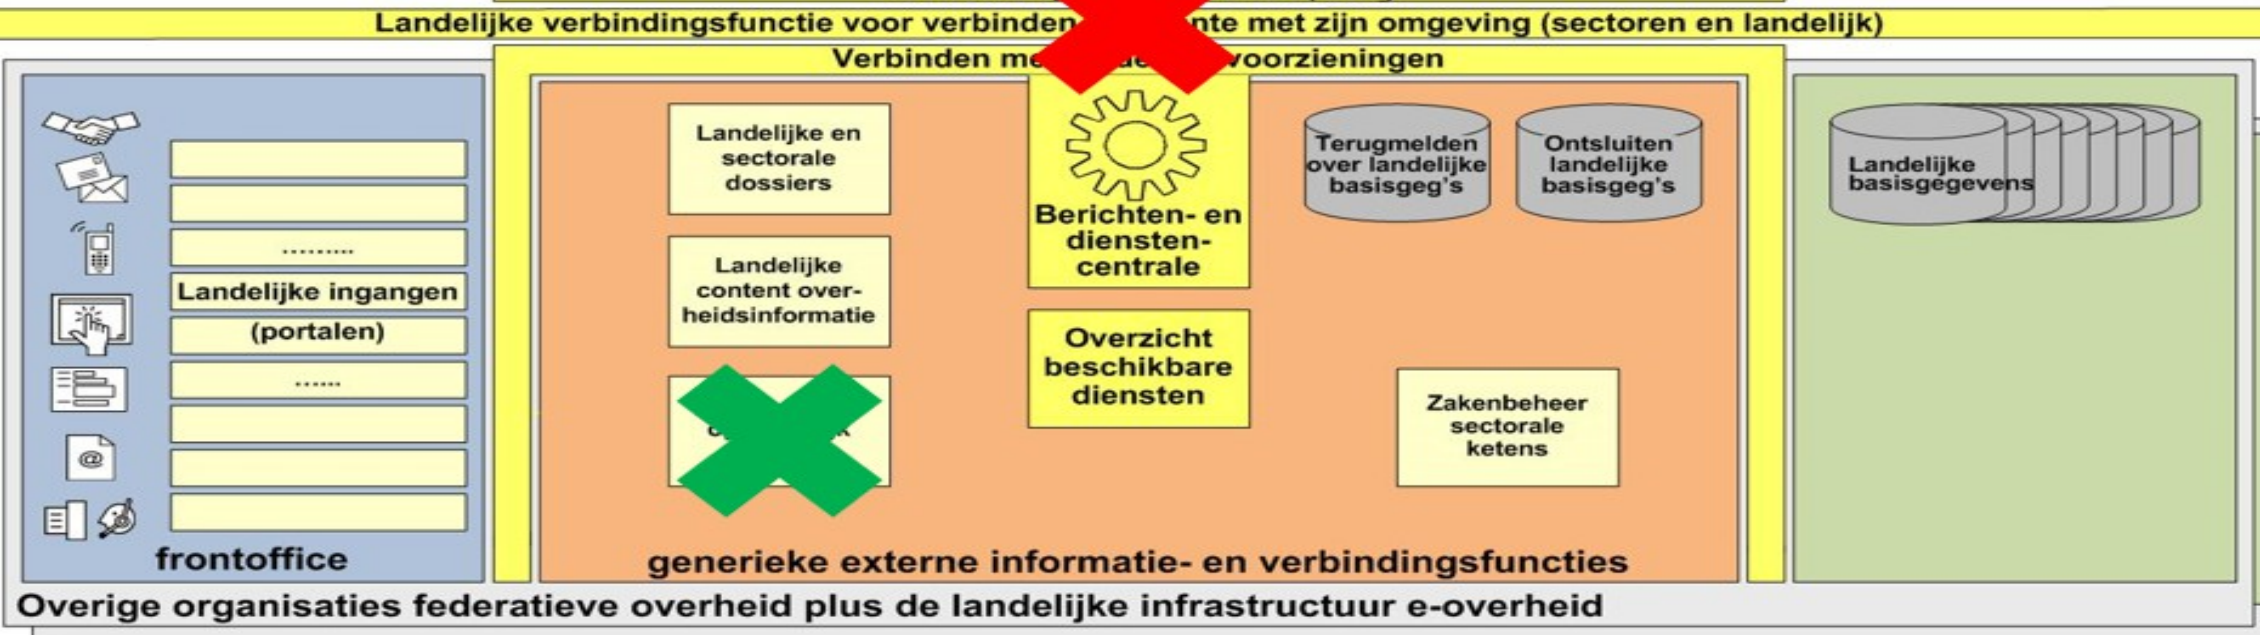 Landelijke verbindingsfunctie voor verbinden nte met zijn omgeving (sectoren en landelijk)
Verbinden me voorzieningen
Landelijke en
sectorale
dossiers
Landelijke
content over-
heidsinformatie
Berichten- en
diensten-
centrale
Overzicht
beschikbare
diensten
Terugmelden
over landelijke
basisgeg's
Ontsluiten
landelijke
basisgeg's
Zakenbeheer
sectorale
ketens
Landelijke
basisgegevens
.........
Landelijke ingangen
(portalen)
......
@
frontoffice
generieke externe informatie- en verbindingsfuncties
Overige organisaties federatieve overheid plus de landelijke infrastructuur e-overheid